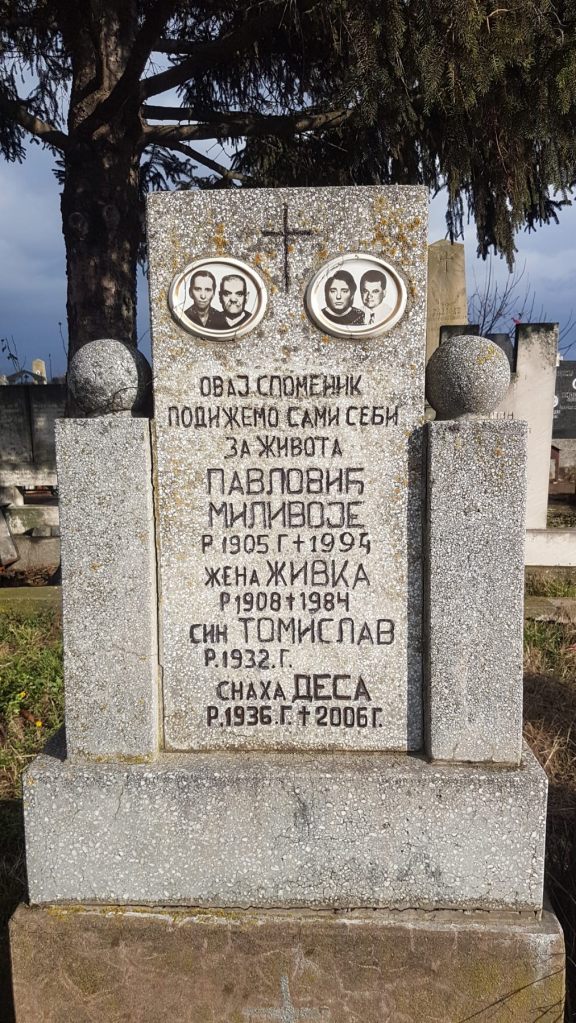 ОВАЈ СПОМЕНИК
ПОДИЖЕМО САМИ СЕБИ
ЗА ЖИВОТА
ПАВЛОВИЋ
МИЛИВОЈЕ
Р 1905 Г + 1994
ЖЕНА ЖИВКА
Р 1908 + 1984
СИН ТОМИСЛАВ
Р. 1932. Г.
СНАХА ДЕСА
Р. 1936. Г. + 2006 Г.